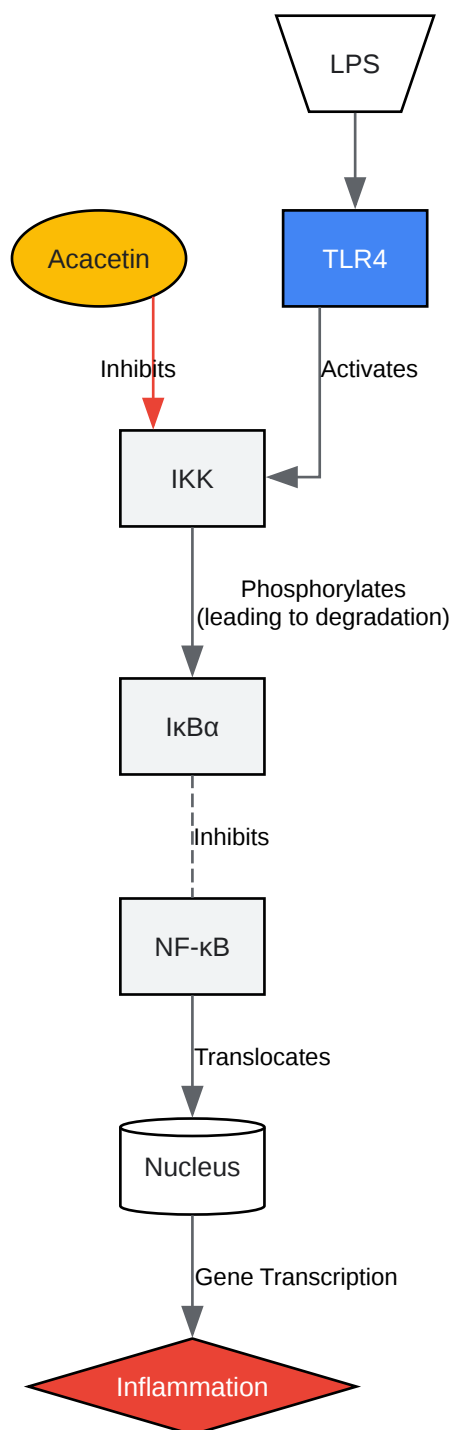 LPS
Acacetin
TLR4
Inhibits
Activates
IKK
Phosphorylates
(leading to degradation)
IκBα
Inhibits
NF-κB
Translocates
Nucleus
Gene Transcription
Inflammation